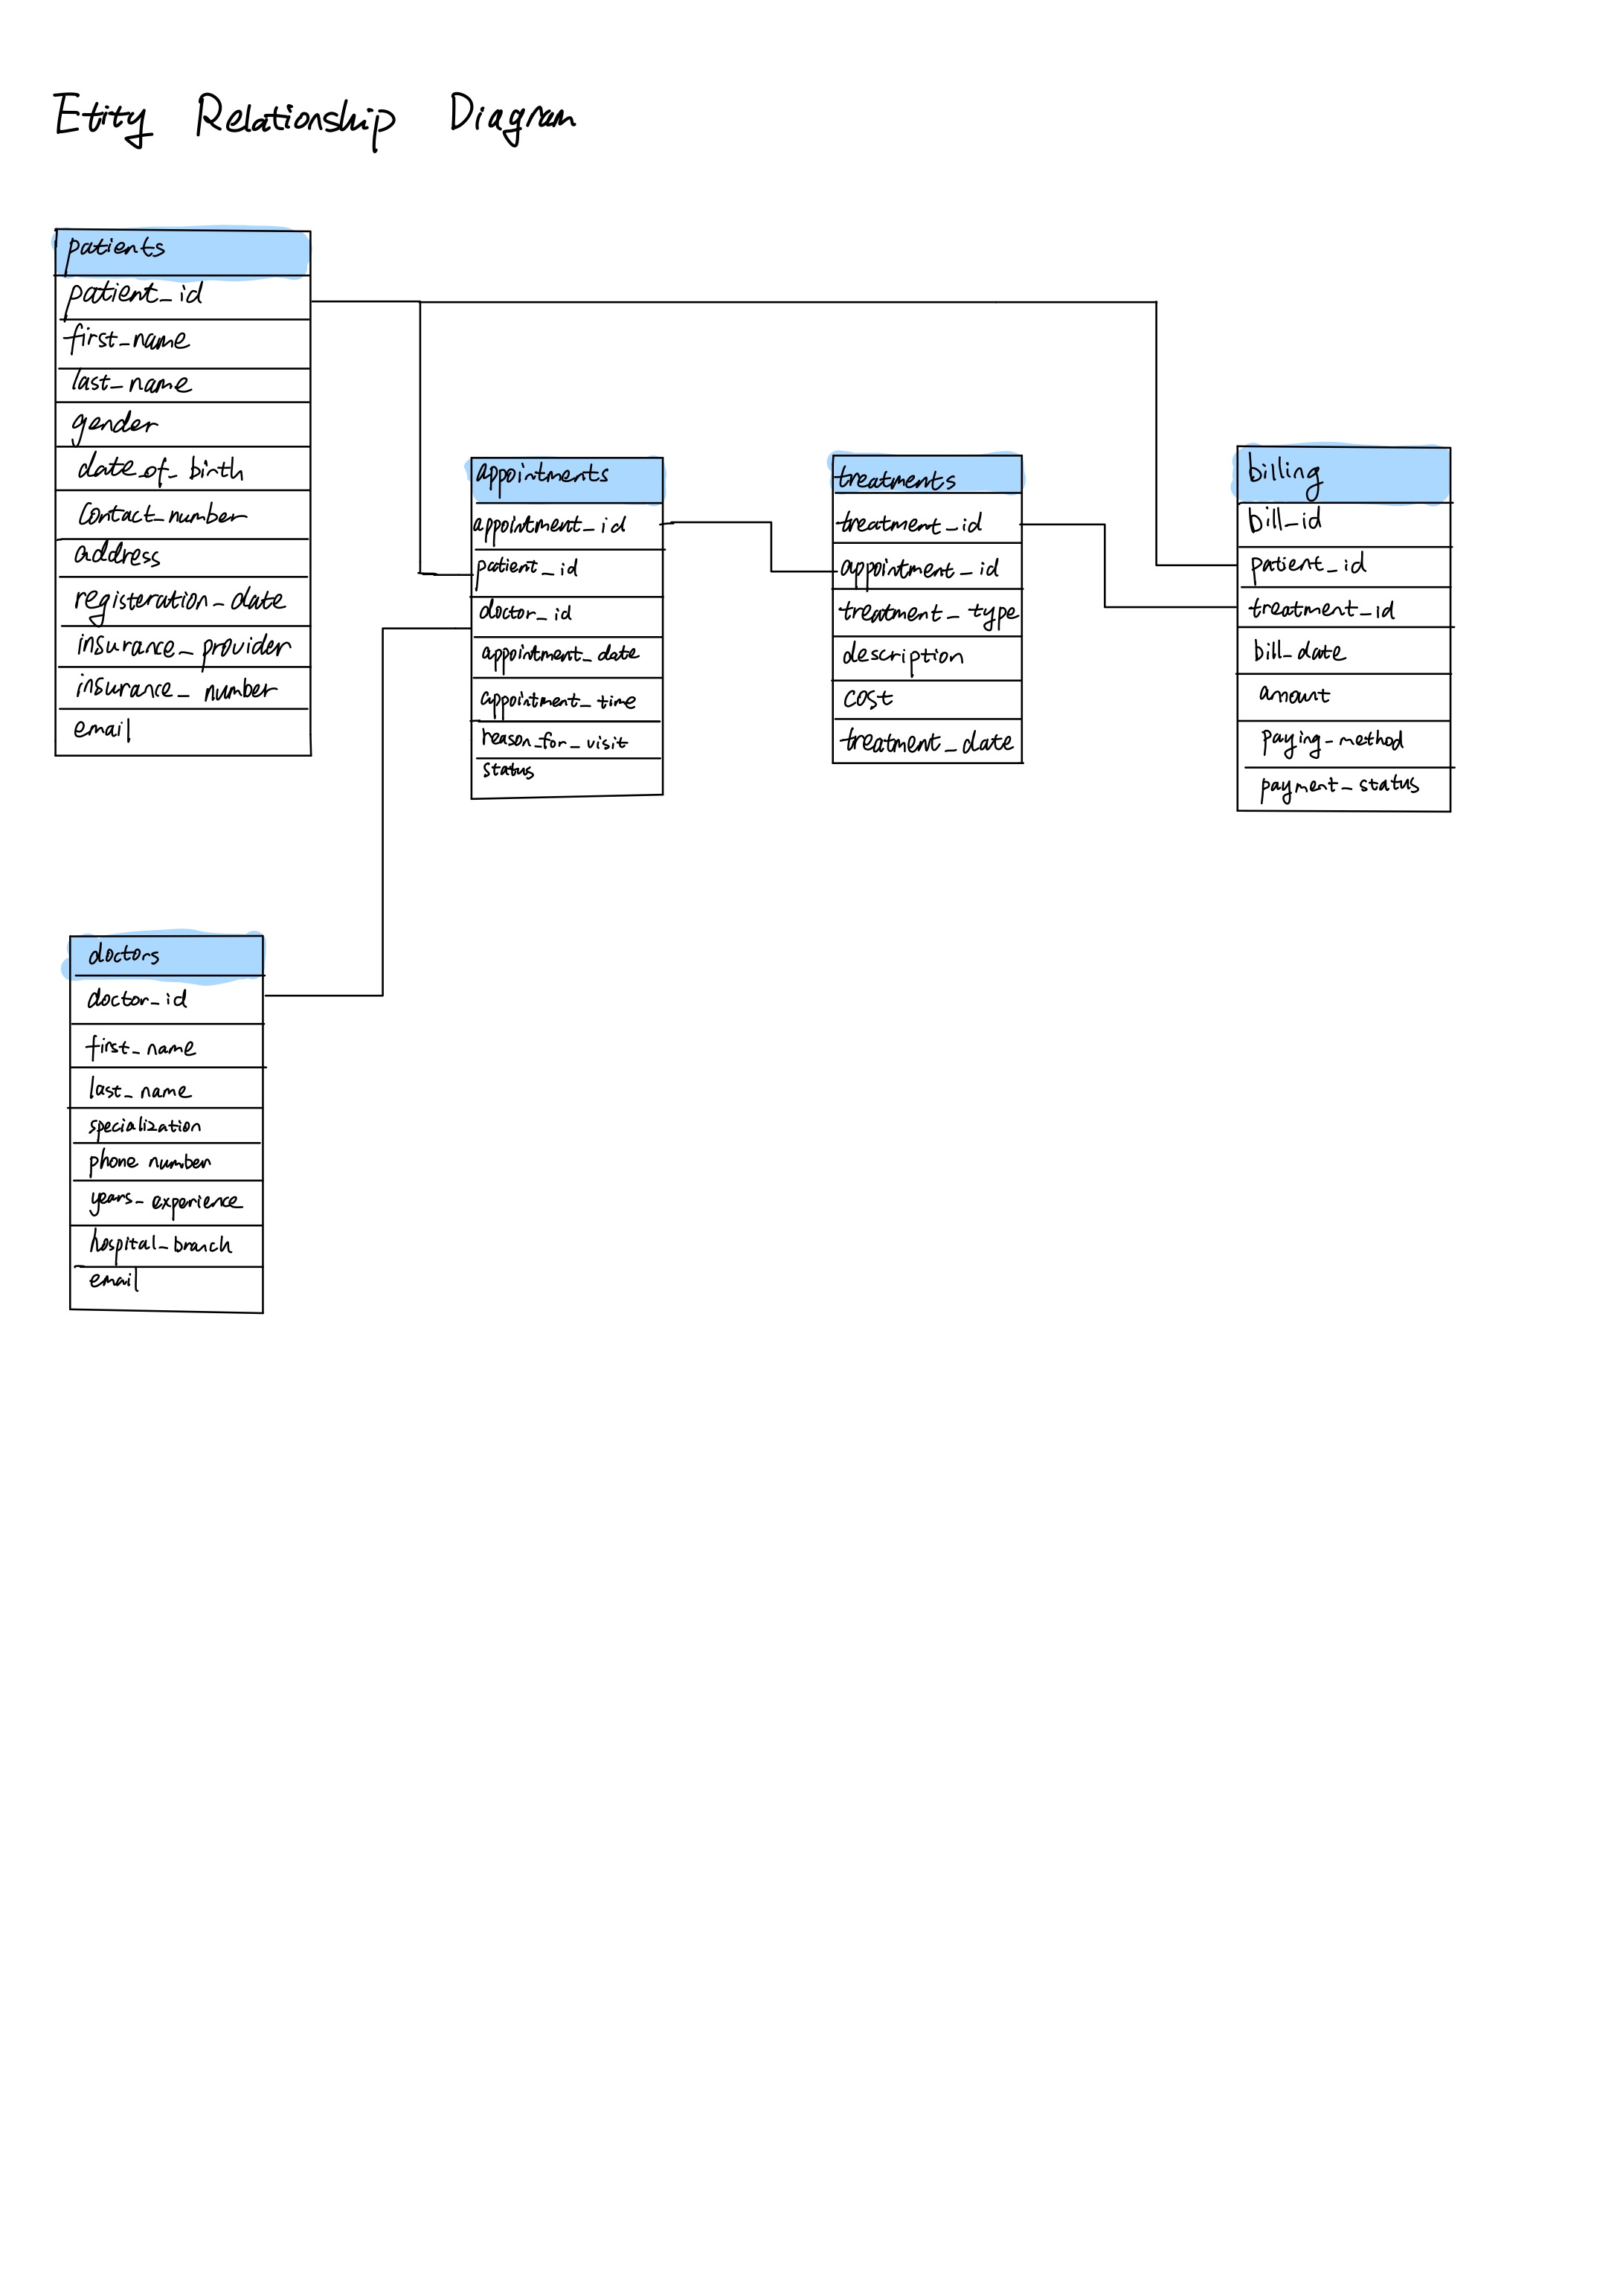 Etity Relationship Diagram
patients
patient_id
first_name
last_name
gender
date_of_birth
contact_number
address
registeration_date
insurance_provider
insurance_number
email
appointments
appointment_id
patient_id
doctor_id
appointment_date
appointment_time
reason_for_visit
status
treatments
treatment_id
appointment_id
treatment_type
description
cost
treatment_date
billing
bill_id
patient_id
treatment_id
bill_date
amount
paying_method
payment_status
doctors
doctor_id
first_name
last_name
specialization
phone number
years_experience
hospital_branch
email